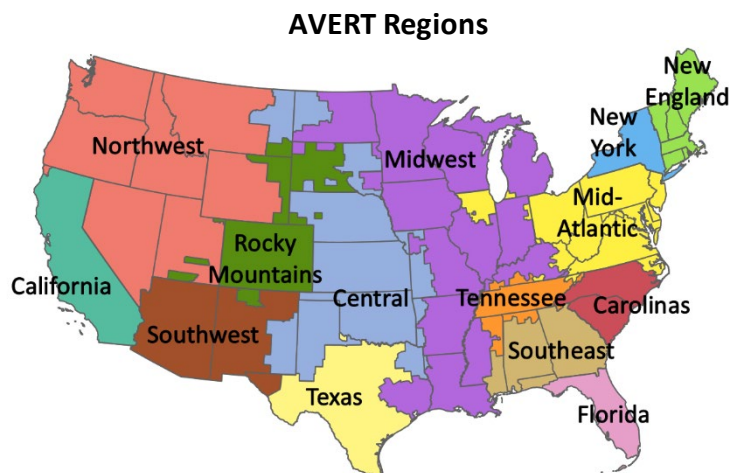 AVERT Regions
New
England
New
York
Northwest
Midwest
Mid-
Atlantic
Rocky
Mountains
California
Central
Tennessee
Carolinas
Southwest
Southeast
Texas
Florida